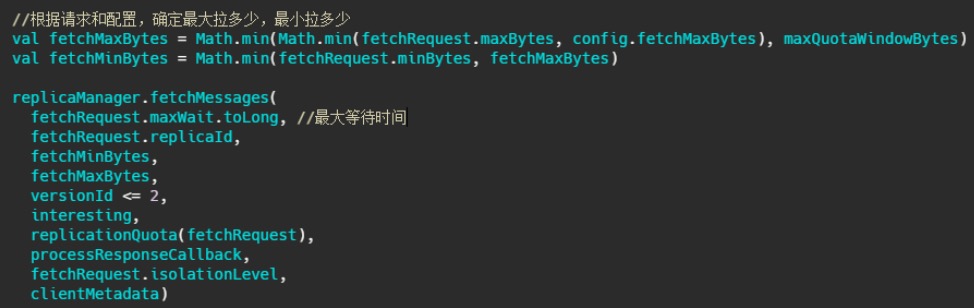 //根据请求和配置，确定最大拉多少，最小拉多少
val fetchMaxBytes = Math.min(Math.min(fetchRequest.maxBytes, config.fetchMaxBytes), maxQuotaWindowBytes)
val fetchMinBytes = Math.min(fetchRequest.minBytes, fetchMaxBytes)
replicaManager.fetchMessages(
fetchRequest.maxWait.toLong, //最大等待时间
fetchRequest.replicaId,
fetchMinBytes,
fetchMaxBytes,
versionId <= 2,
interesting,
replicationQuota(fetchRequest),
processResponseCallback,
fetchRequest.isolationLevel,
clientMetadata)